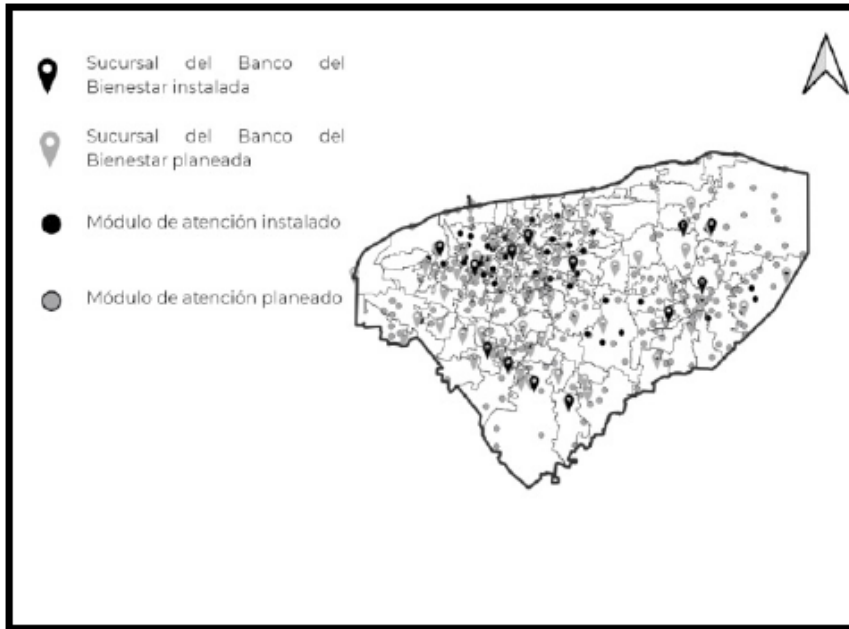 Sucursal del Banco del
Bienestar instalada
Sucursal del Banco del
Bienestar planeada
Módulo de atención instalado
Módulo de atención planeado